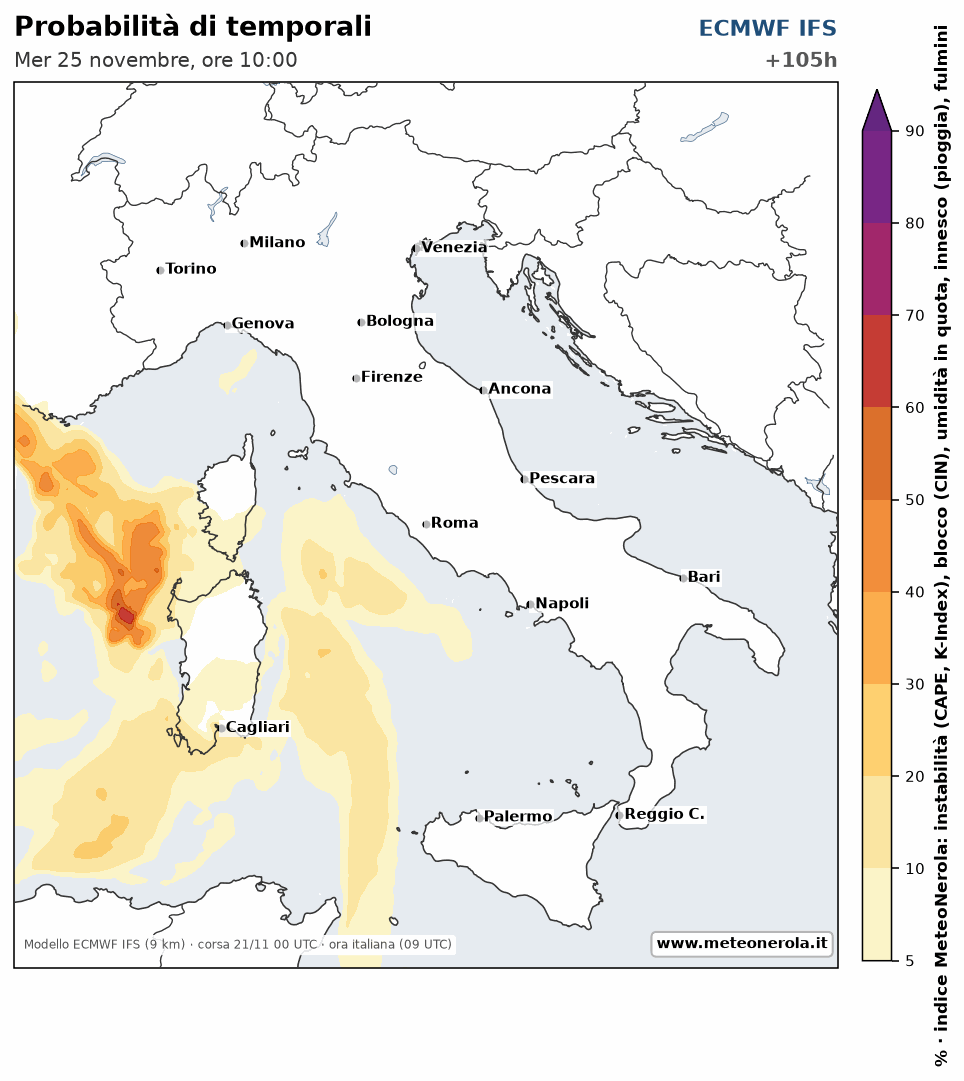 Probabilità di temporali
ECMWF IFS
Mer 25 novembre, ore 10:00
+105h
Milano
Venezia
Torino
Genova
Bologna
Firenze
Ancona
Pescara
Roma
Bari
Napoli
Cagliari
Palermo
Reggio C.
Modello ECMWF IFS (9 km) · corsa 21/11 00 UTC · ora italiana (09 UTC)
www.meteonerola.it
90
80
70
60
50
40
30
20
10
5
% · indice MeteoNerola: instabilità (CAPE, K-Index), blocco (CIN), umidità in quota, innesco (pioggia), fulmini